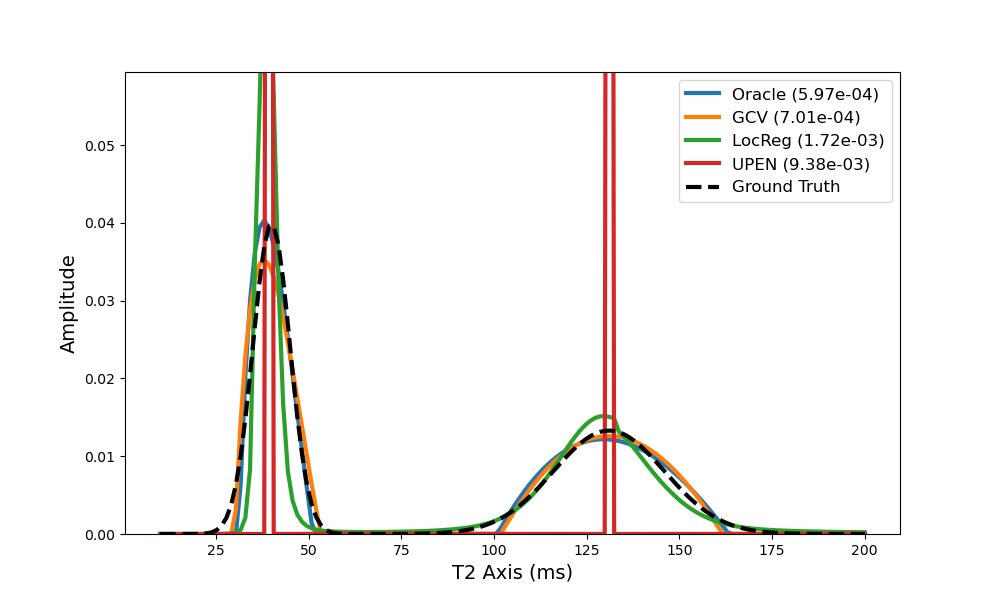 Oracle (5.97e-04)
GCV (7.01e-04)
LocReg (1.72e-03)
UPEN (9.38e-03)
Ground Truth
Amplitude
0.05
0.04
0.03
0.02
0.01
0.00
25 50 75 100 125 150 175 200
T2 Axis (ms)